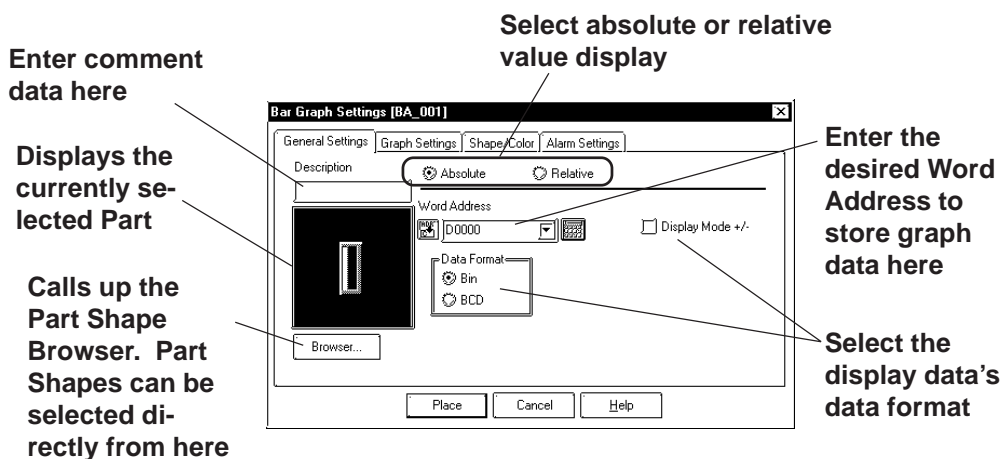 Select absolute or relative
value display
Enter comment
data here
Displays the
currently se-
lected Part
Calls up the
Part Shape
Browser.  Part
Shapes can be
selected di-
rectly from here
Bar Graph Settings [BA_001]
General Settings
Graph Settings
Shape/Color
Alarm Settings
Description
Absolute
Relative
Word Address
D0000
Display Mode +/-
Data Format
Bin
BCD
Browser...
Place
Cancel
Help
Enter the
desired Word
Address to
store graph
data here
Select the
display data's
data format